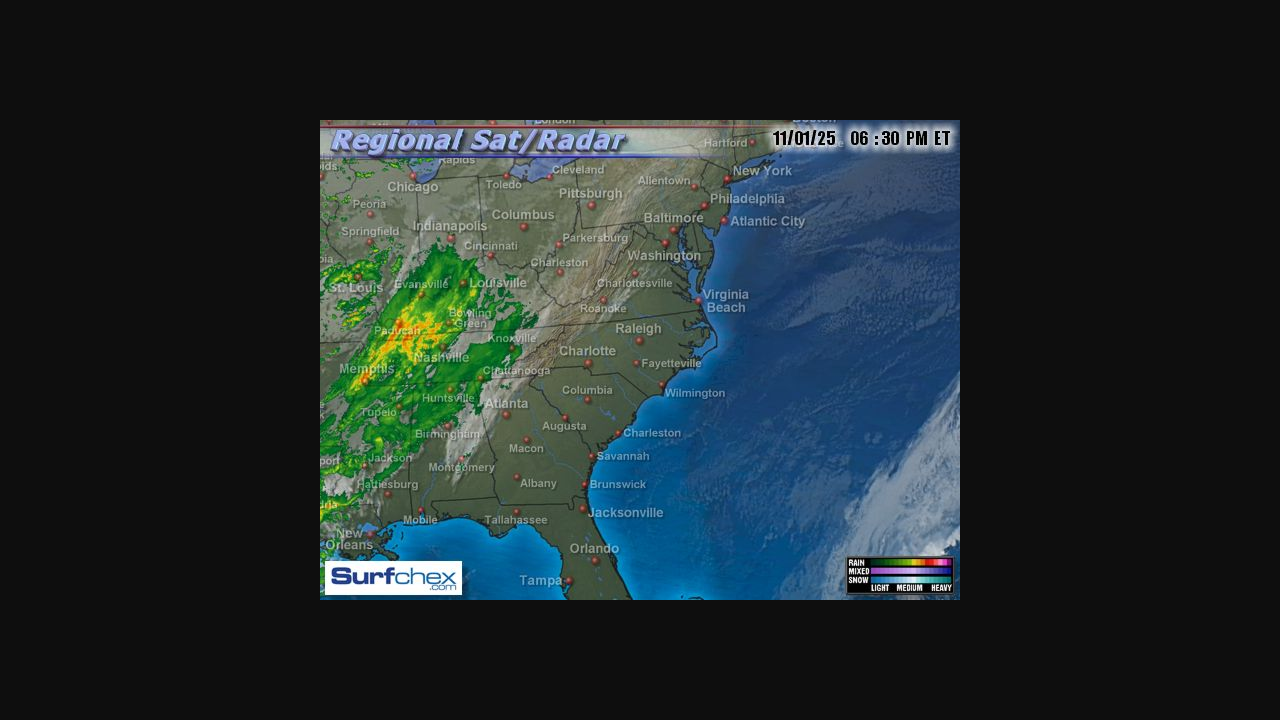 London
Boston
Regional Sat/Radar
11/01/25 06 : 30 PM ET
Hartford
Rapids
Cleveland
Chicago
Toledo
Pittsburgh
Allentown
New York
Peoria
Columbus
Philadelphia
Baltimore
Atlantic City
Springfield
Indianapolis
Cincinnati
Parkersburg
Washington
Charleston
St. Louis
Evansville
Louisville
Charlottesville
Virginia
Beach
Bowling
Green
Roanoke
Paducah
Raleigh
Knoxville
Nashville
Charlotte
Fayetteville
Memphis
Chattanooga
Columbia
Wilmington
Huntsville
Atlanta
Tupelo
Augusta
Birmingham
Charleston
Macon
Jackson
Savannah
Montgomery
Hattiesburg
Albany
Brunswick
Mobile
Tallahassee
Jacksonville
New
Orleans
Orlando
Tampa
Surfchex
.com
RAIN
MIXED
SNOW
LIGHT MEDIUM HEAVY